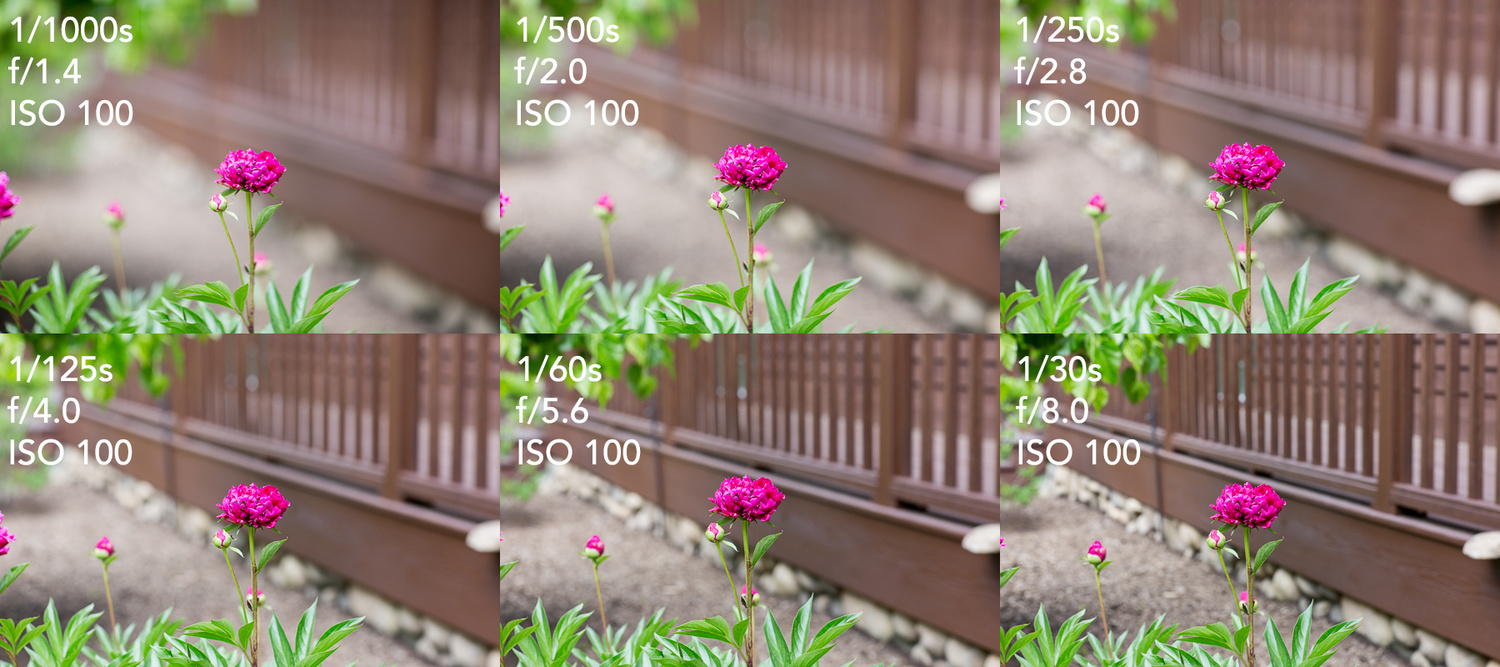 1/1000s
f/1.4
ISO 100
1/500s
f/2.0
ISO 100
1/250s
f/2.8
ISO 100
1/125s
f/4.0
ISO 100
1/60s
f/5.6
ISO 100
1/30s
f/8.0
ISO 100